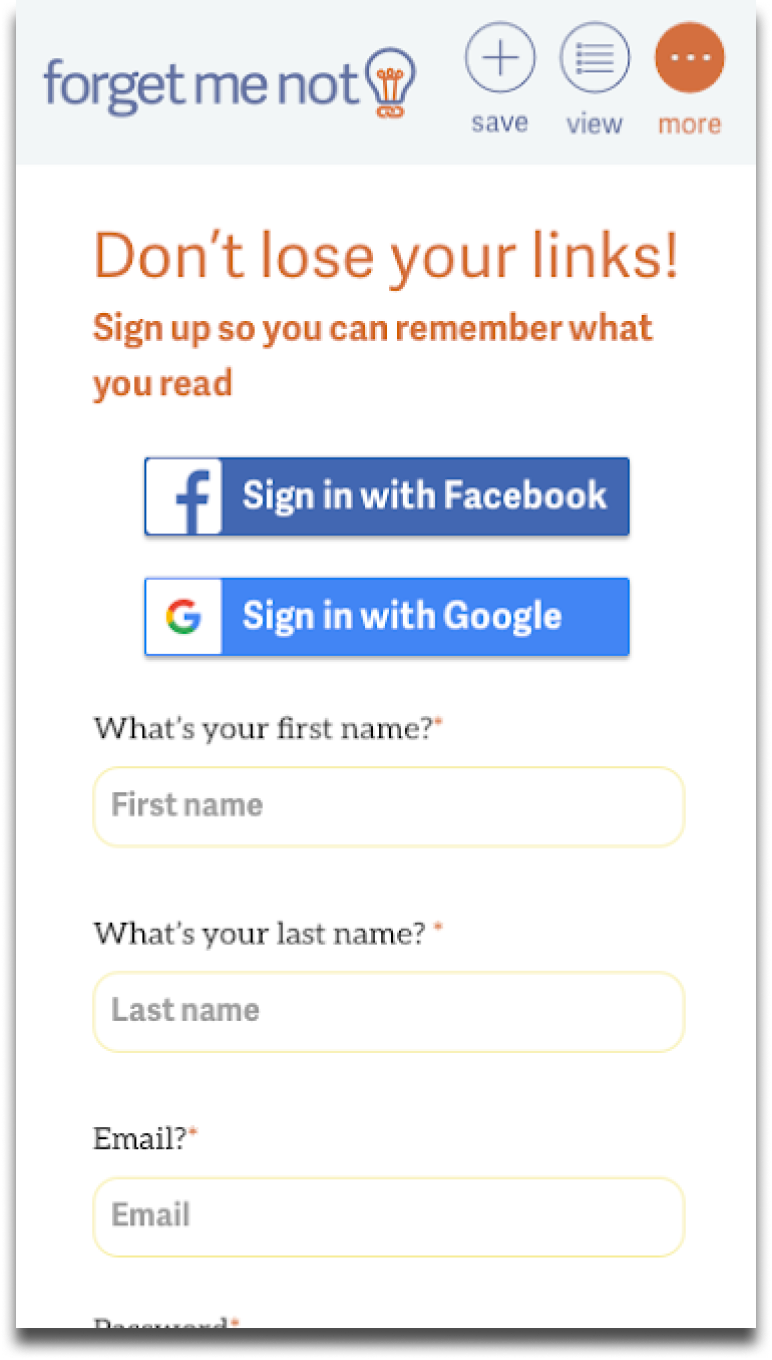 forget me not
save view more
Don't lose your links!
Sign up so you can remember what
you read
f Sign in with Facebook
G Sign in with Google
What's your first name?*
First name
What's your last name? *
Last name
Email?*
Email
Password*